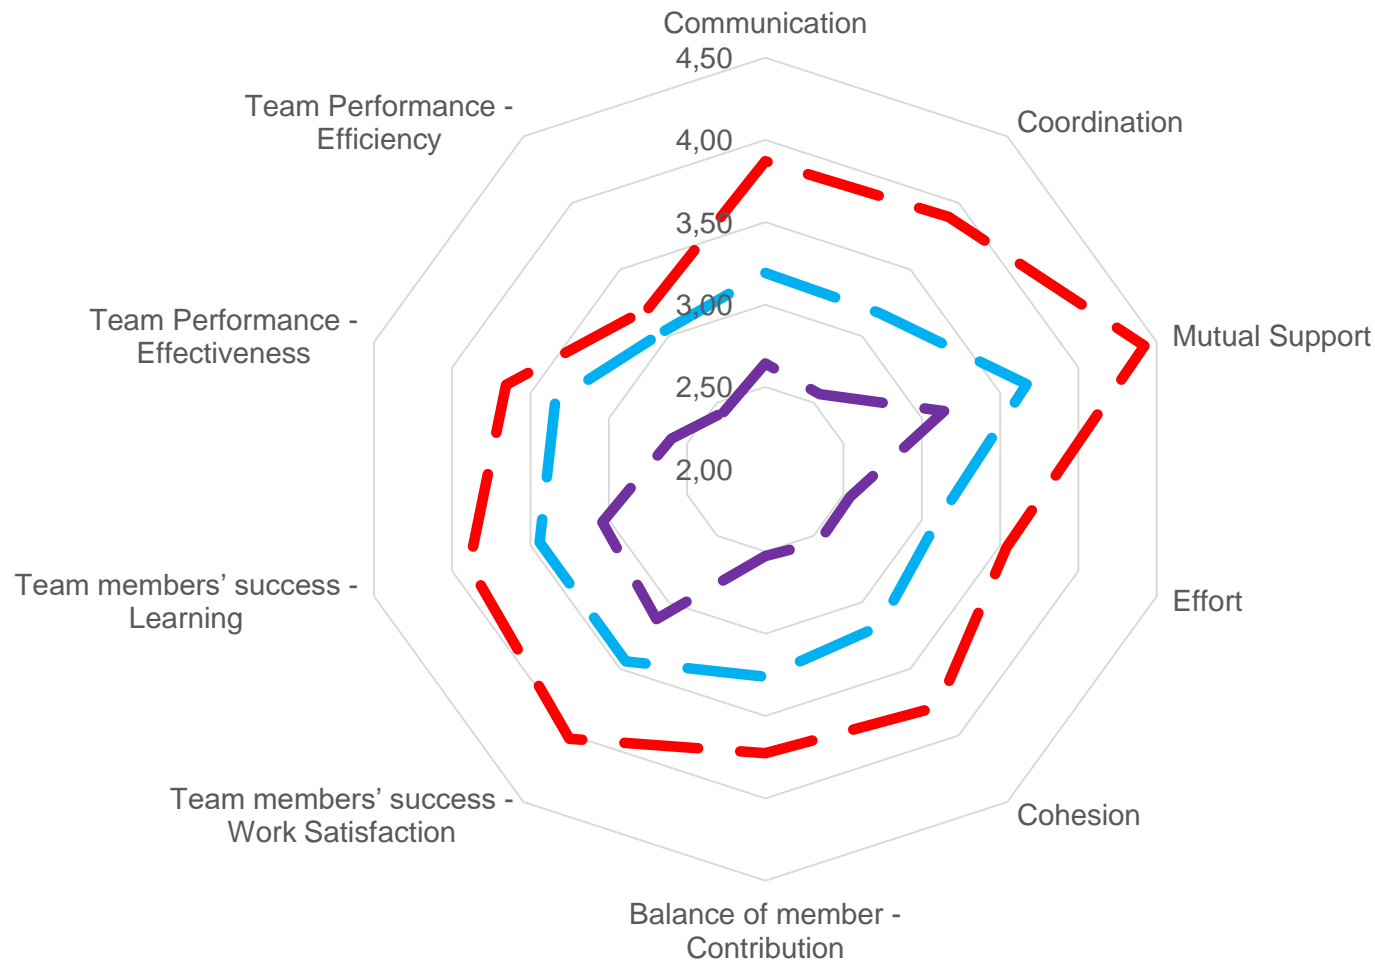 Communication
4,50
Team Performance -
Efficiency
Coordination
4,00
3,50
3,00
Team Performance -
Effectiveness
Mutual Support
2,50
2,00
Team members’ success -
Learning
Effort
Team members’ success -
Work Satisfaction
Cohesion
Balance of member -
Contribution